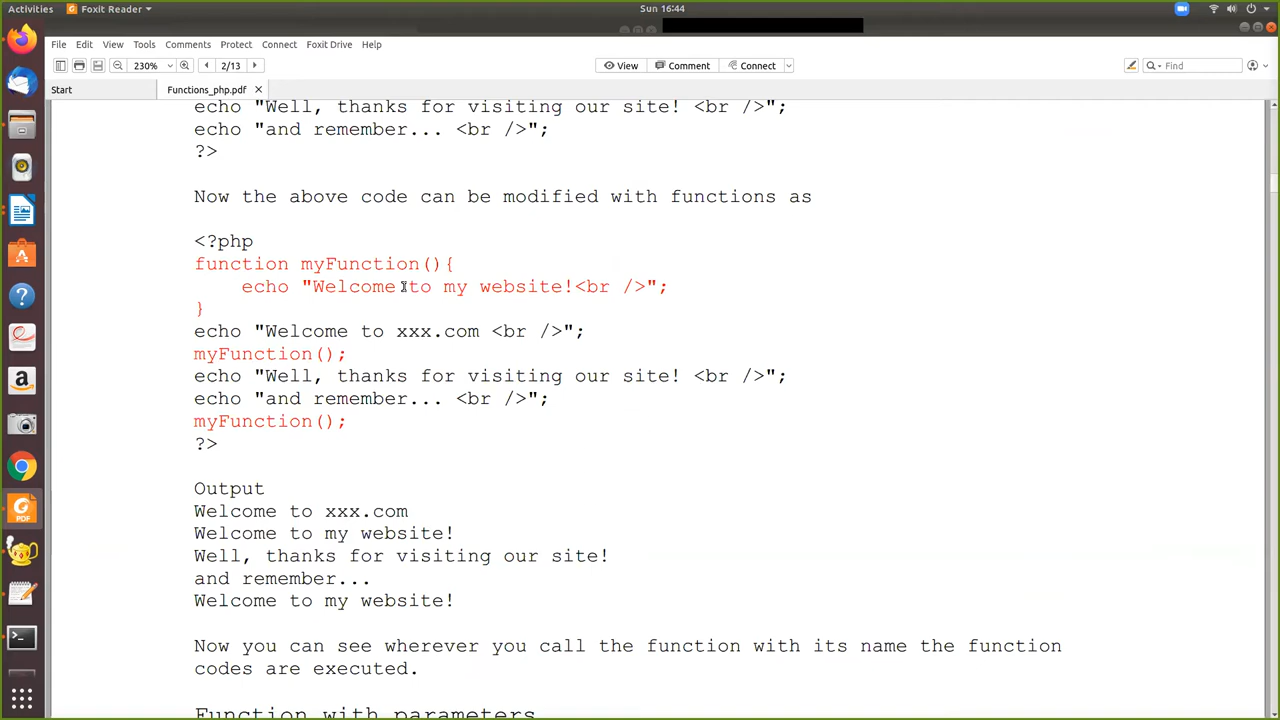 Activities Foxit Reader Sun 16:44
File Edit View Tools Comments Protect Connect Foxit Drive Help
230% 2/13 View Comment Connect Find
Start Functions_php.pdf
echo "Well, thanks for visiting our site! <br />";
echo "and remember... <br />";
?>
Now the above code can be modified with functions as
<?php
function myFunction(){
echo "Welcome to my website!<br />";
}
echo "Welcome to xxx.com <br />";
myFunction();
echo "Well, thanks for visiting our site! <br />";
echo "and remember... <br />";
myFunction();
?>
Output
Welcome to xxx.com
Welcome to my website!
Well, thanks for visiting our site!
and remember...
Welcome to my website!
Now you can see wherever you call the function with its name the function
codes are executed.
Function with parameters